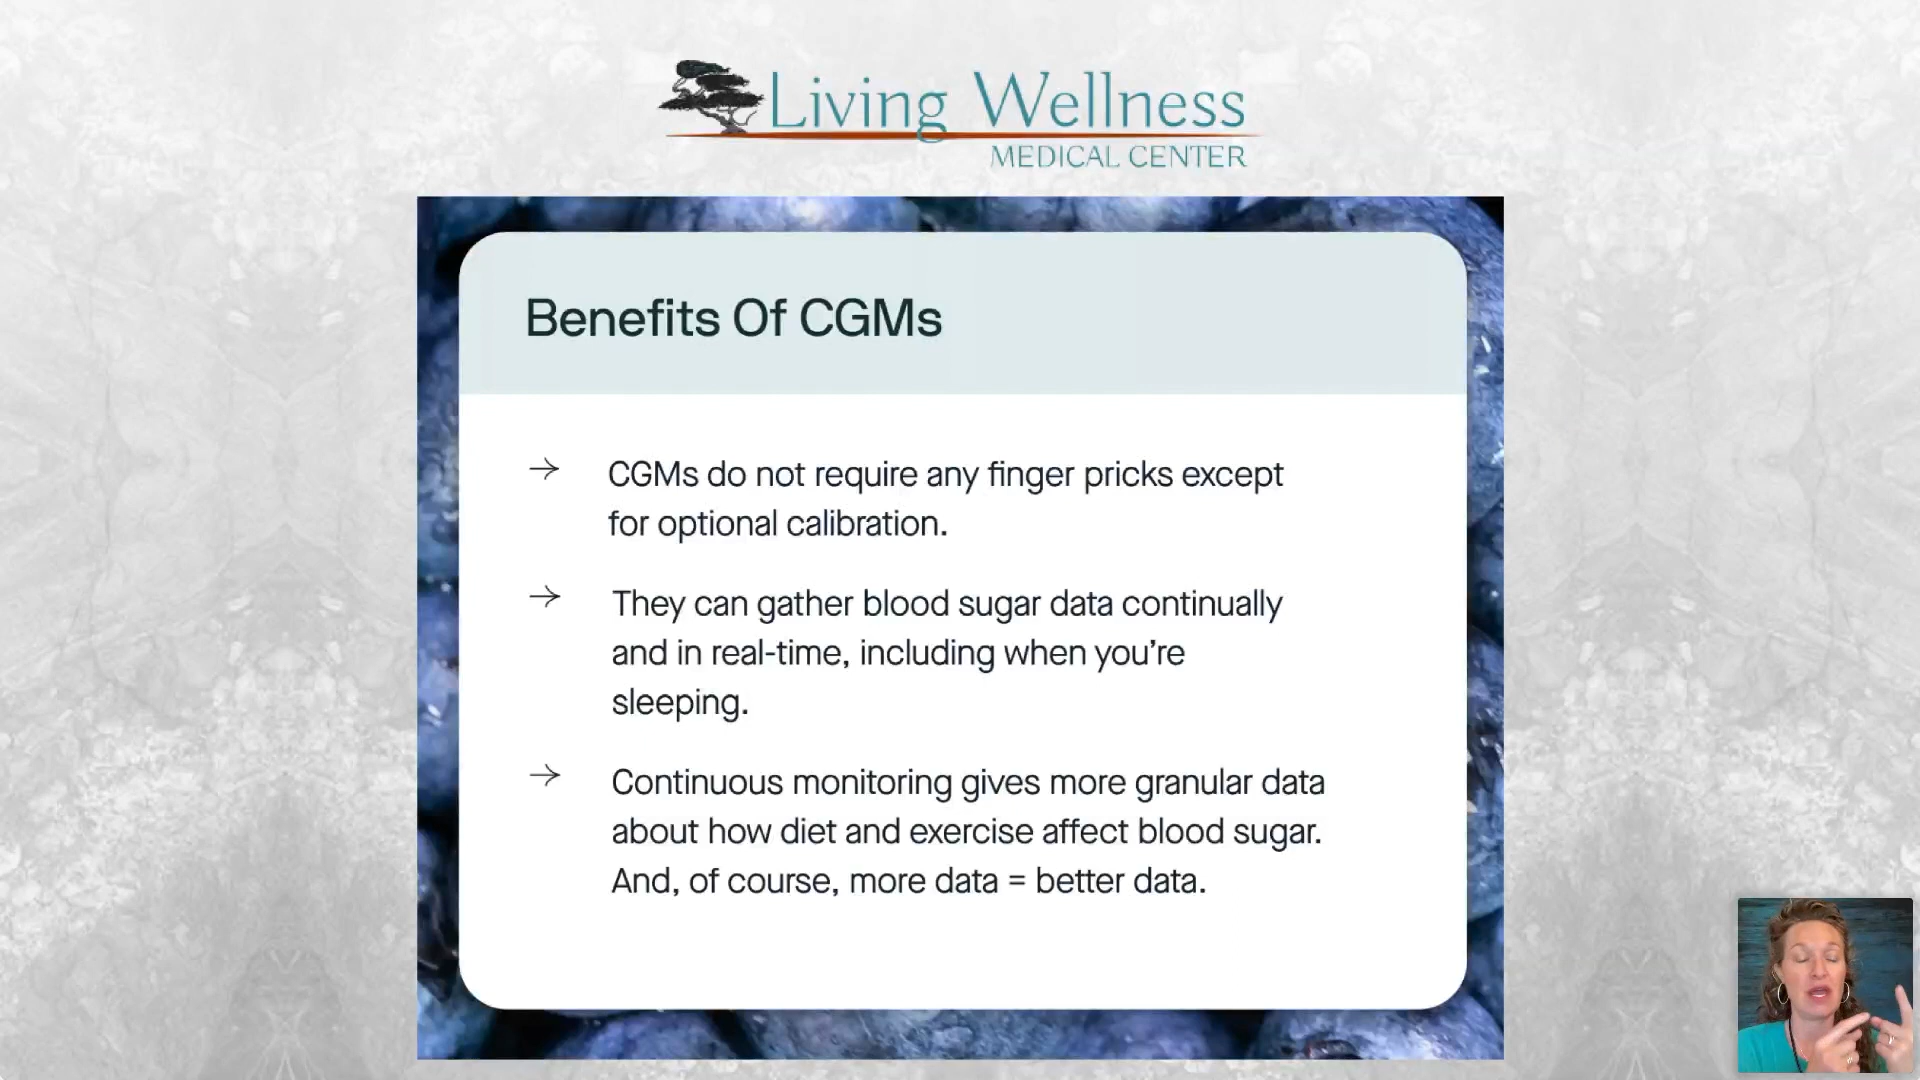 Living Wellness
MEDICAL CENTER
Benefits Of CGMs
→ CGMs do not require any finger pricks except
for optional calibration.
→ They can gather blood sugar data continually
and in real-time, including when you’re
sleeping.
→ Continuous monitoring gives more granular data
about how diet and exercise affect blood sugar.
And, of course, more data = better data.